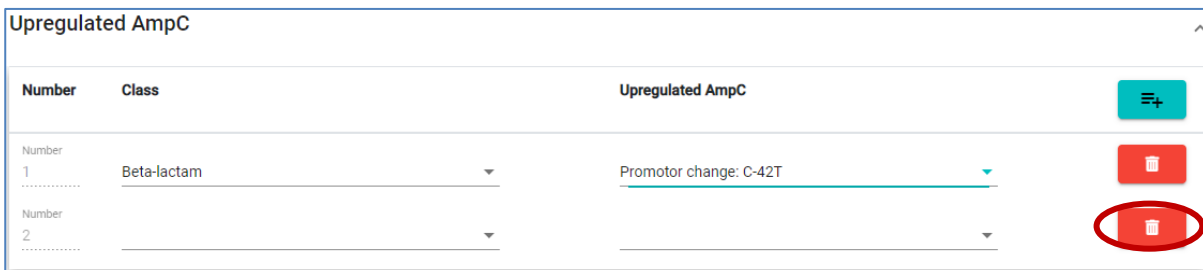 Upregulated AmpC
Number Class Upregulated AmpC
Number
1 Beta-lactam Promotor change: C-42T
Number
2